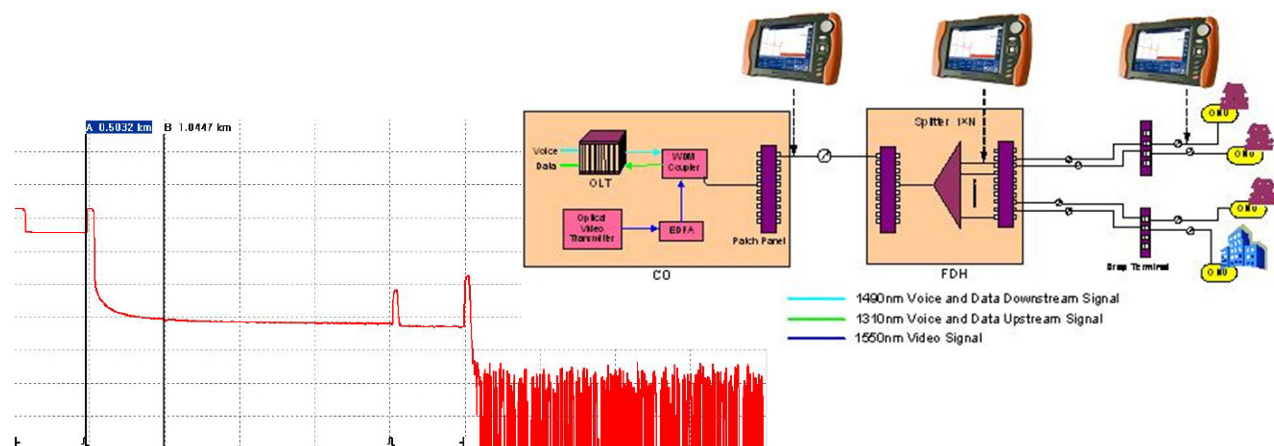 A 0.5032 km B 1.0447 km
Splitter 1×N
Voice
Data
OLT
WDM
Coupler
Optical
Video
Transmitter
EDFA
Patch Panel
CO
FDH
Drop Terminal
ONU
ONU
ONU
ONU
1490nm Voice and Data Downstream Signal
1310nm Voice and Data Upstream Signal
1550nm Video Signal